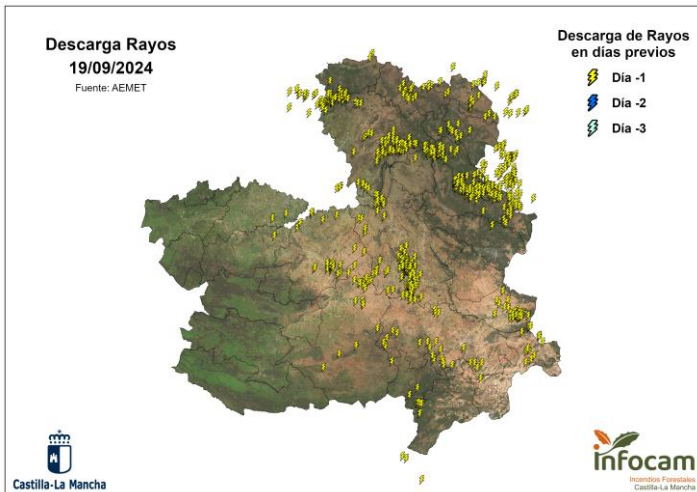 Descarga Rayos
19/09/2024
Fuente: AEMET
Descarga de Rayos
en días previos
Día -1
Día -2
Día -3
Castilla-La Mancha
infocam
Incendios Forestales
Castilla-La Mancha